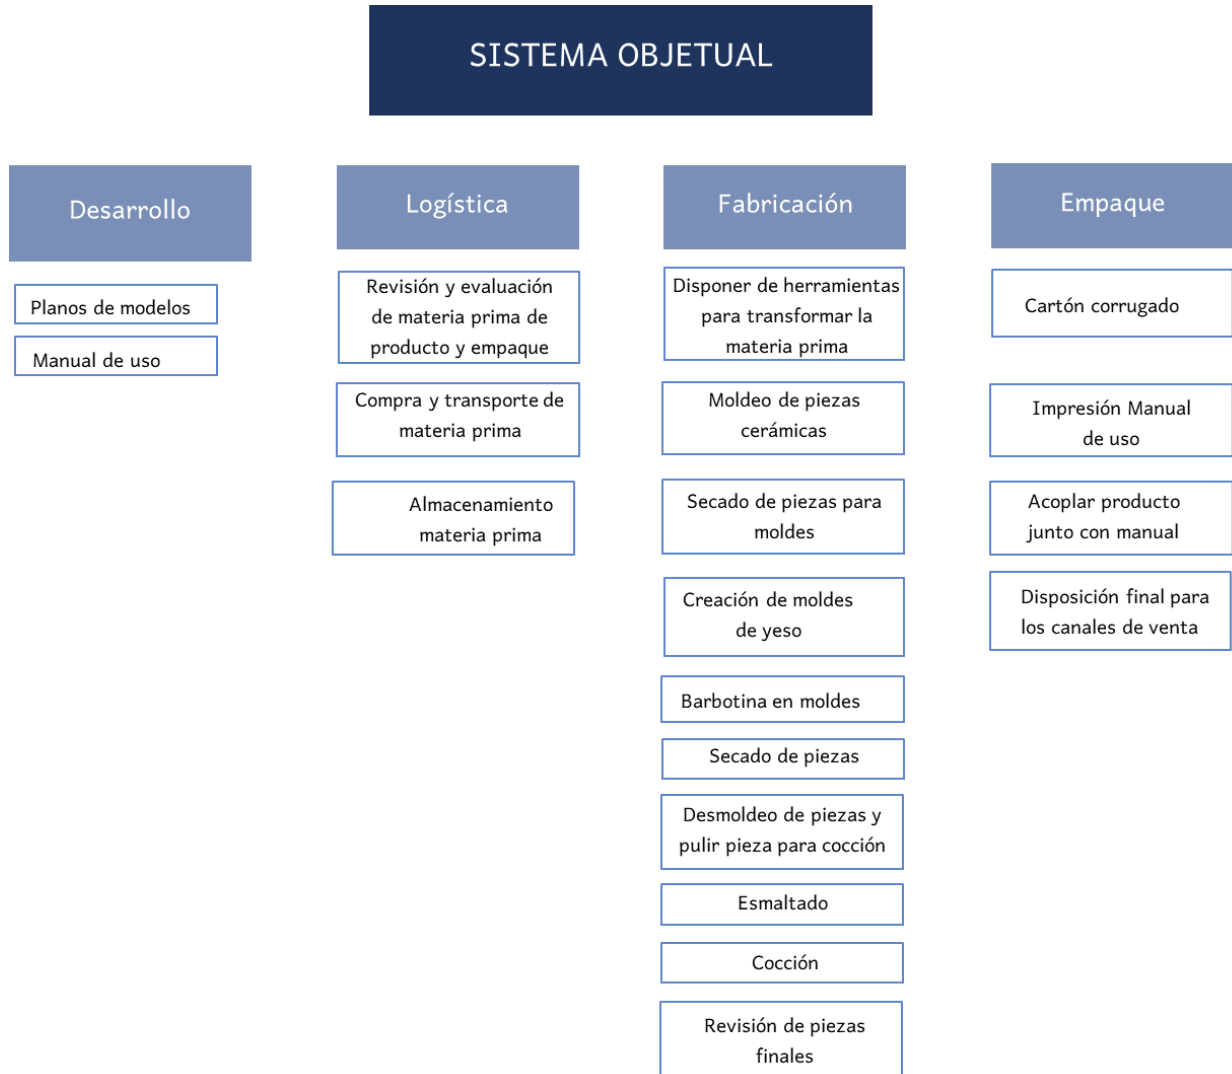 SISTEMA OBJETUAL
Desarrollo
Planos de modelos
Manual de uso
Logística
Revisión y evaluación
de materia prima de
producto y empaque
Compra y transporte de
materia prima
Almacenamiento
materia prima
Fabricación
Disponer de herramientas
para transformar la
materia prima
Moldeo de piezas
cerámicas
Secado de piezas para
moldes
Creación de moldes
de yeso
Barbotina en moldes
Secado de piezas
Desmoldeo de piezas y
pulir pieza para cocción
Esmaltado
Cocción
Revisión de piezas
finales
Empaque
Cartón corrugado
Impresión Manual
de uso
Acoplar producto
junto con manual
Disposición final para
los canales de venta